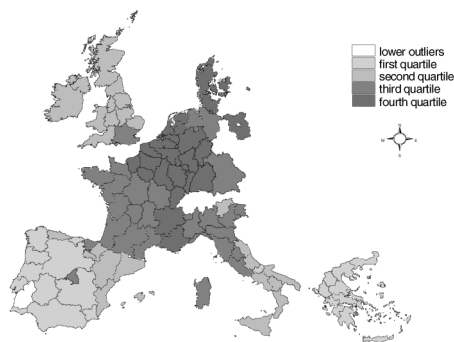 lower outliers
first quartile
second quartile
third quartile
fourth quartile
N
W E
S